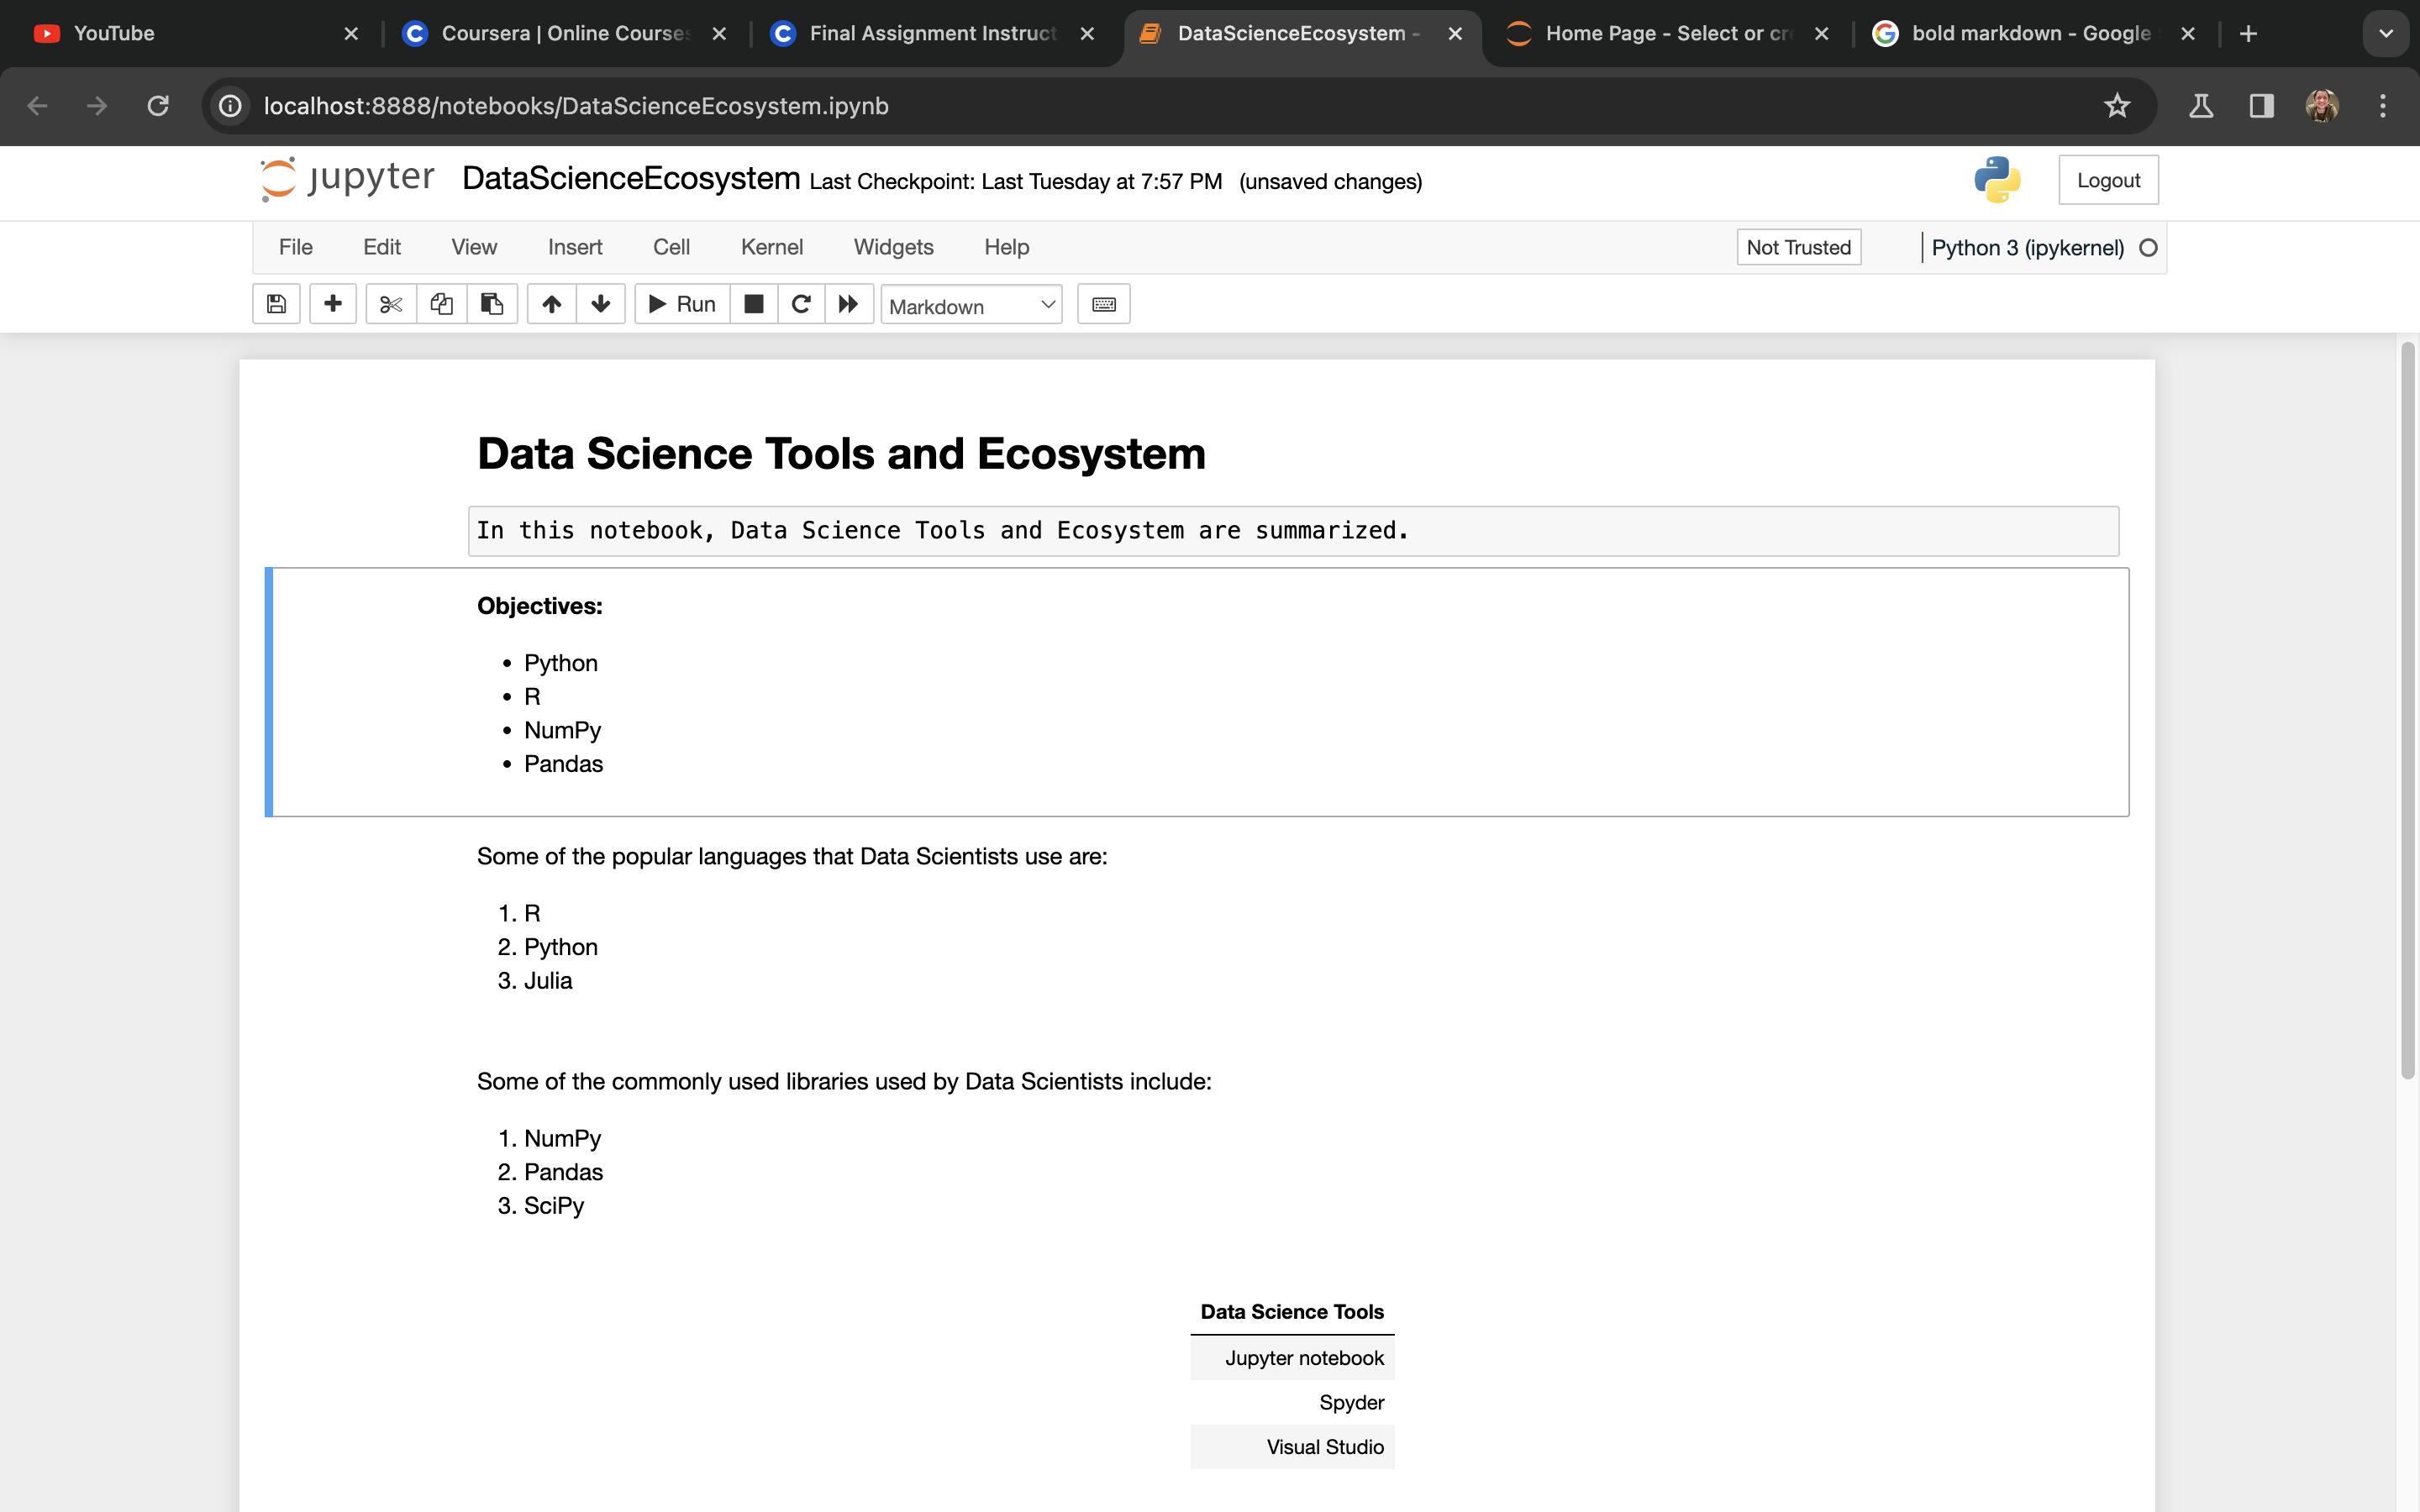 YouTube
Coursera | Online Courses
Final Assignment Instruct
DataScienceEcosystem -
Home Page - Select or cr
bold markdown - Google
localhost:8888/notebooks/DataScienceEcosystem.ipynb
jupyter DataScienceEcosystem Last Checkpoint: Last Tuesday at 7:57 PM (unsaved changes)
Logout
File Edit View Insert Cell Kernel Widgets Help
Not Trusted
Python 3 (ipykernel)
Run
Markdown
Data Science Tools and Ecosystem
In this notebook, Data Science Tools and Ecosystem are summarized.
Objectives:
• Python
• R
• NumPy
• Pandas
Some of the popular languages that Data Scientists use are:
1. R
2. Python
3. Julia
Some of the commonly used libraries used by Data Scientists include:
1. NumPy
2. Pandas
3. SciPy
Data Science Tools
Jupyter notebook
Spyder
Visual Studio